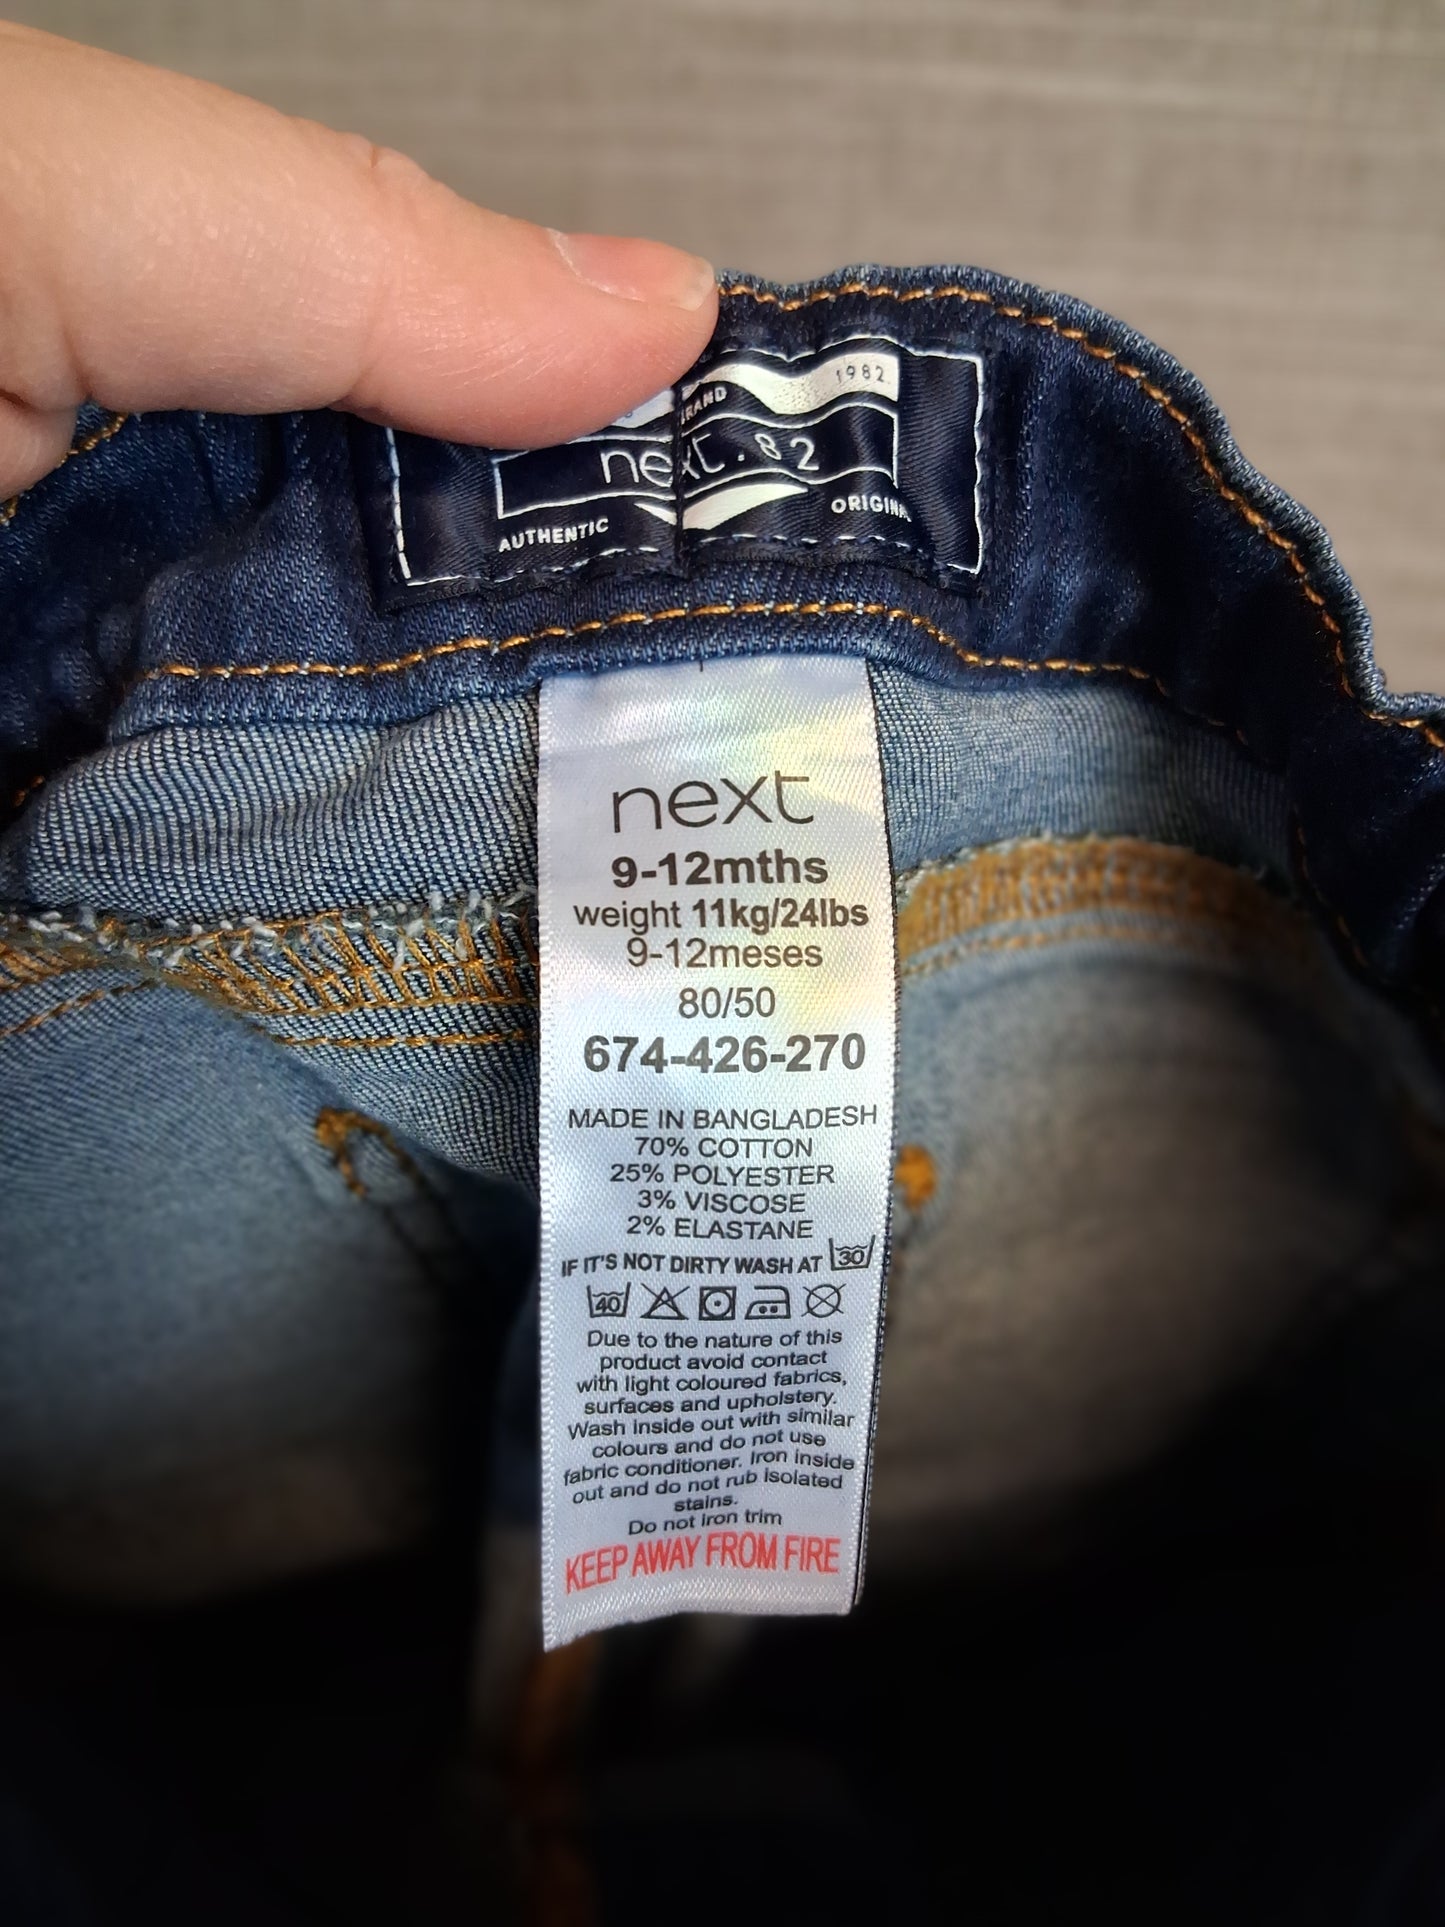 1982
BRAND
next.82
AUTHENTIC
next
9-12mths
weight 11kg/24lbs
9-12meses
80/50
674-426-270
MADE IN BANGLADESH
70% COTTON
25% POLYESTER
3% VISCOSE
2% ELASTANE
IF IT'S NOT DIRTY WASH AT 30
40
Due to the nature of this
product avoid contact
with light coloured fabrics,
surfaces and upholstery.
Wash inside out with similar
colours and do not use
fabric conditioner. Iron inside
out and do not rub isolated
stains.
Do not iron trim
KEEP AWAY FROM FIRE